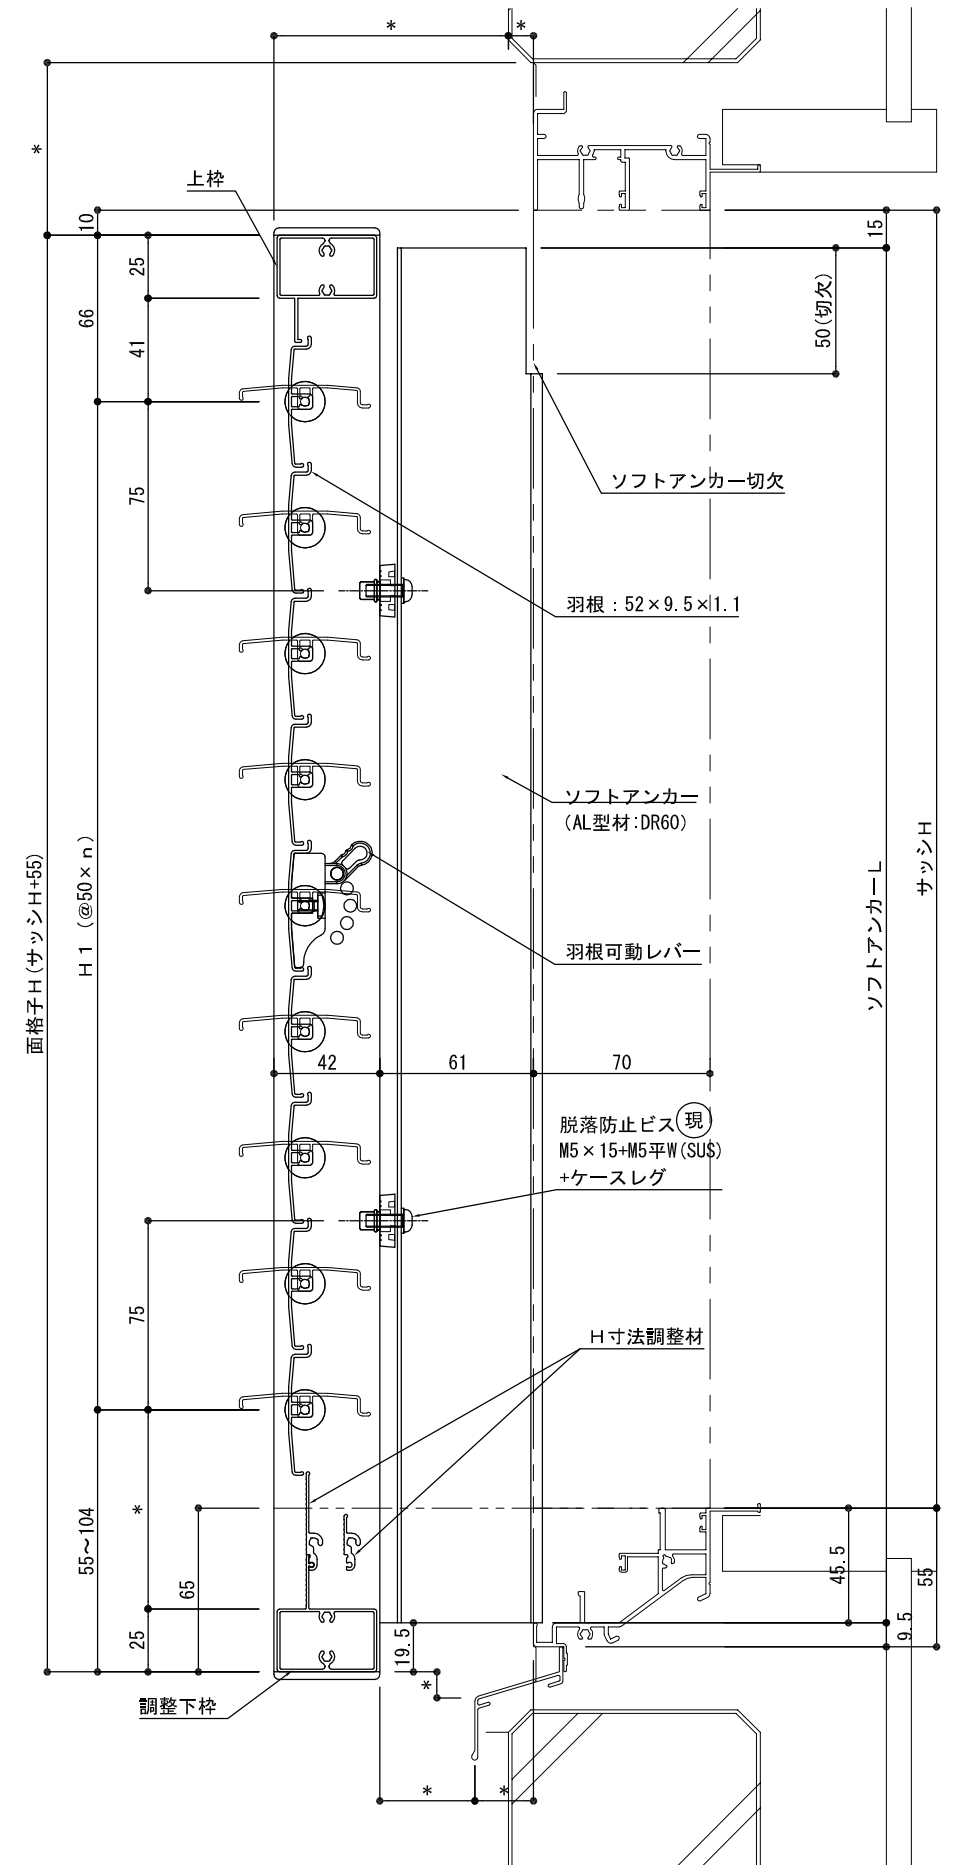 *
*
*
上枠
10
15
25
66
50(切欠)
41
ソフトアンカー切欠
75
羽根：52×9.5×1.1
ソフトアンカー
(AL型材:DR60)
面格子H(サッシH+55)
H1 (@50×n)
ソフトアンカーL
サッシH
羽根可動レバー
42
61
70
脱落防止ビス 現
M5×15+M5平W(SUS)
+ケースレグ
75
H寸法調整材
*
55～104
65
45.5
55
25
19.5
9.5
*
調整下枠
*
*